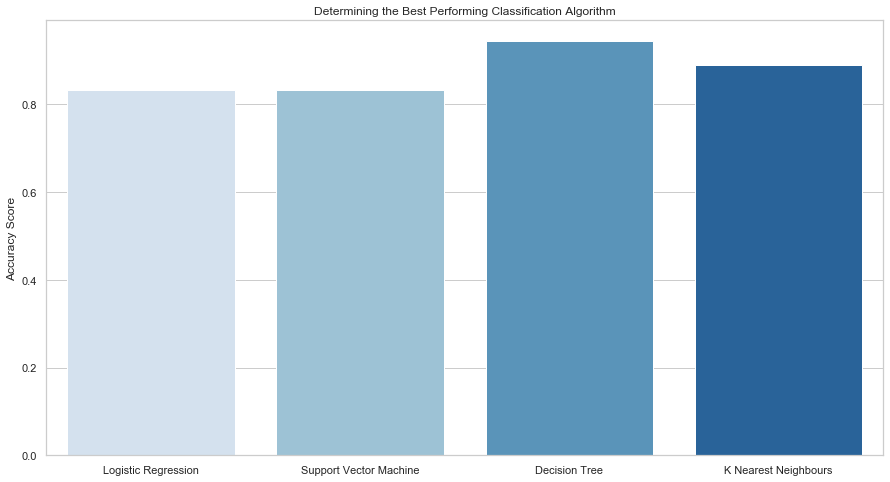 Determining the Best Performing Classification Algorithm
Accuracy Score
0.8
0.6
0.4
0.2
0.0
Logistic Regression
Support Vector Machine
Decision Tree
K Nearest Neighbours